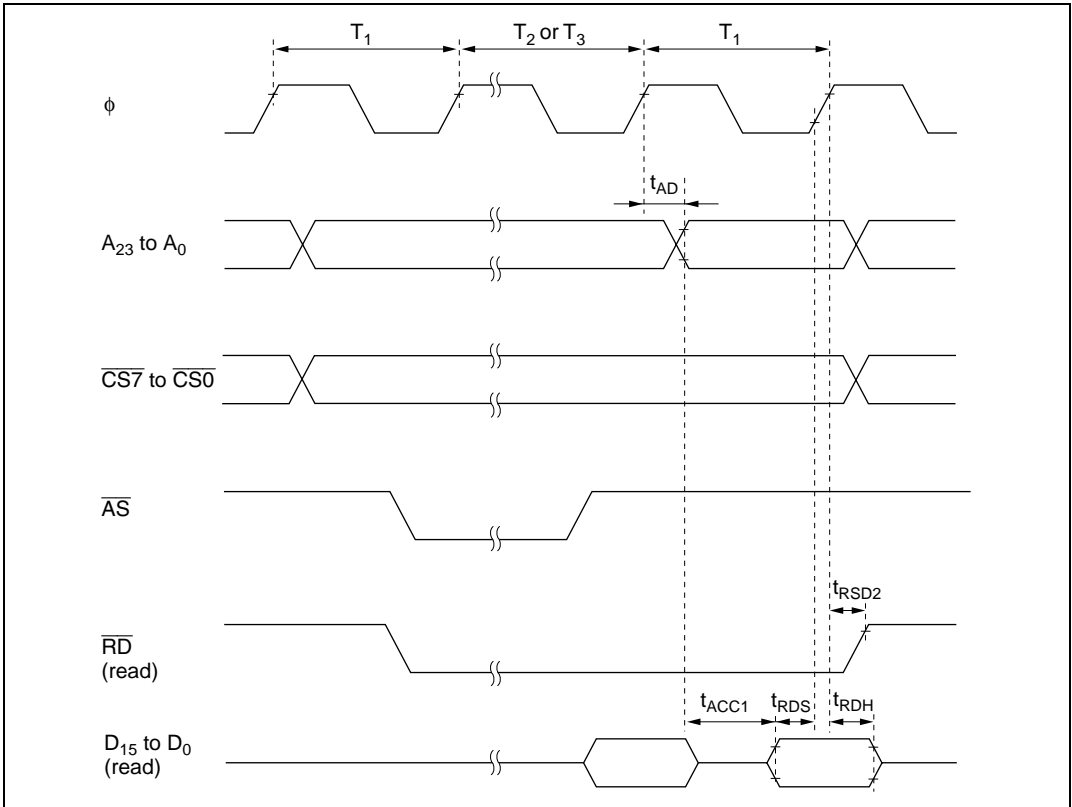 T1 T2 or T3 T1
φ
tAD
A23 to A0
CS7 to CS0
AS
tRSD2
RD
(read)
tACC1 tRDS tRDH
D15 to D0
(read)